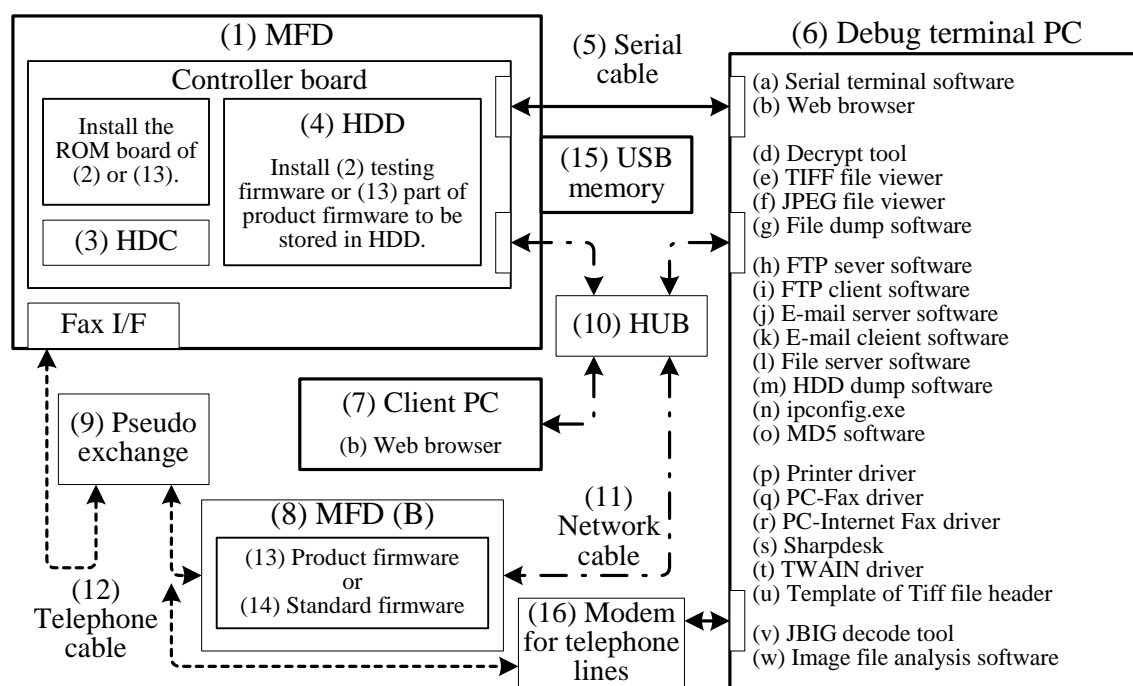 (1) MFD
Controller board
Install the
ROM board of
(2) or (13).
(3) HDC
(4) HDD
Install (2) testing
firmware or (13) part of
product firmware to be
stored in HDD.
Fax I/F
(5) Serial
cable
(15) USB
memory
(10) HUB
(7) Client PC
(b) Web browser
(9) Pseudo
exchange
(8) MFD (B)
(13) Product firmware
or
(14) Standard firmware
(11)
Network
cable
(12)
Telephone
cable
(16) Modem
for telephone
lines
(6) Debug terminal PC
(a) Serial terminal software
(b) Web browser
(d) Decrypt tool
(e) TIFF file viewer
(f) JPEG file viewer
(g) File dump software
(h) FTP sever software
(i) FTP client software
(j) E-mail server software
(k) E-mail cleient software
(l) File server software
(m) HDD dump software
(n) ipconfig.exe
(o) MD5 software
(p) Printer driver
(q) PC-Fax driver
(r) PC-Internet Fax driver
(s) Sharpdesk
(t) TWAIN driver
(u) Template of Tiff file header
(v) JBIG decode tool
(w) Image file analysis software